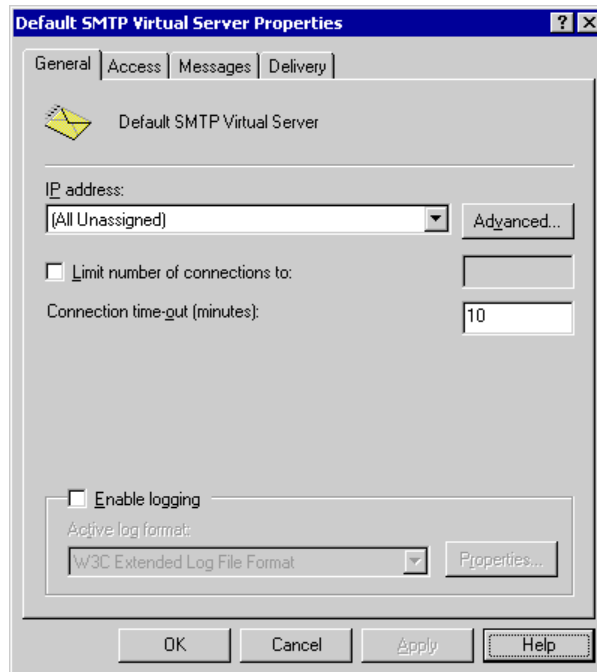 Default SMTP Virtual Server Properties
General Access Messages Delivery
Default SMTP Virtual Server
IP address:
(All Unassigned) Advanced...
Limit number of connections to:
Connection time-out (minutes): 10
Enable logging
Active log format:
W3C Extended Log File Format Properties...
OK Cancel Apply Help